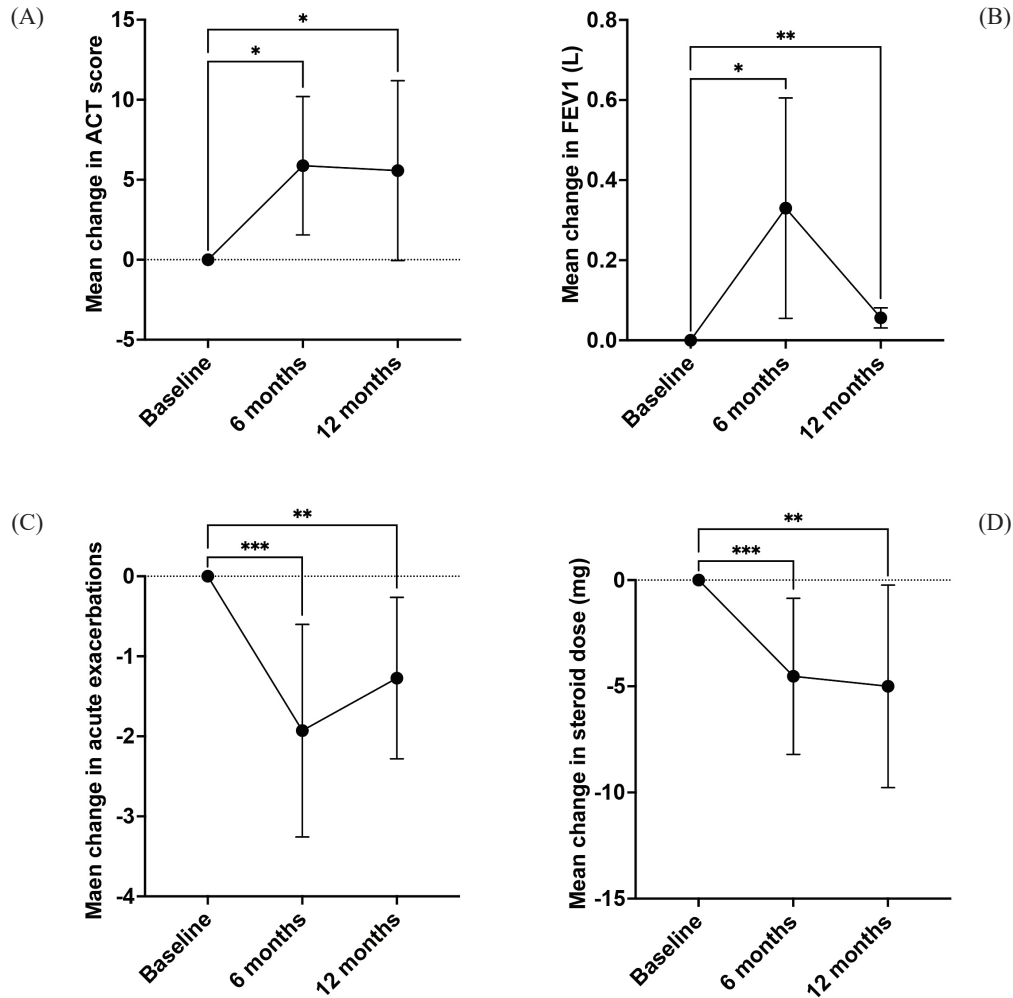 (A)
Mean change in ACT score
15
10
5
0
-5
*
*
Baseline
6 months
12 months
(B)
Mean change in FEV1 (L)
0.8
0.6
0.4
0.2
0.0
**
*
Baseline
6 months
12 months
(C)
Maen change in acute exacerbations
0
-1
-2
-3
-4
**
***
Baseline
6 months
12 months
(D)
Mean change in steroid dose (mg)
0
-5
-10
-15
**
***
Baseline
6 months
12 months